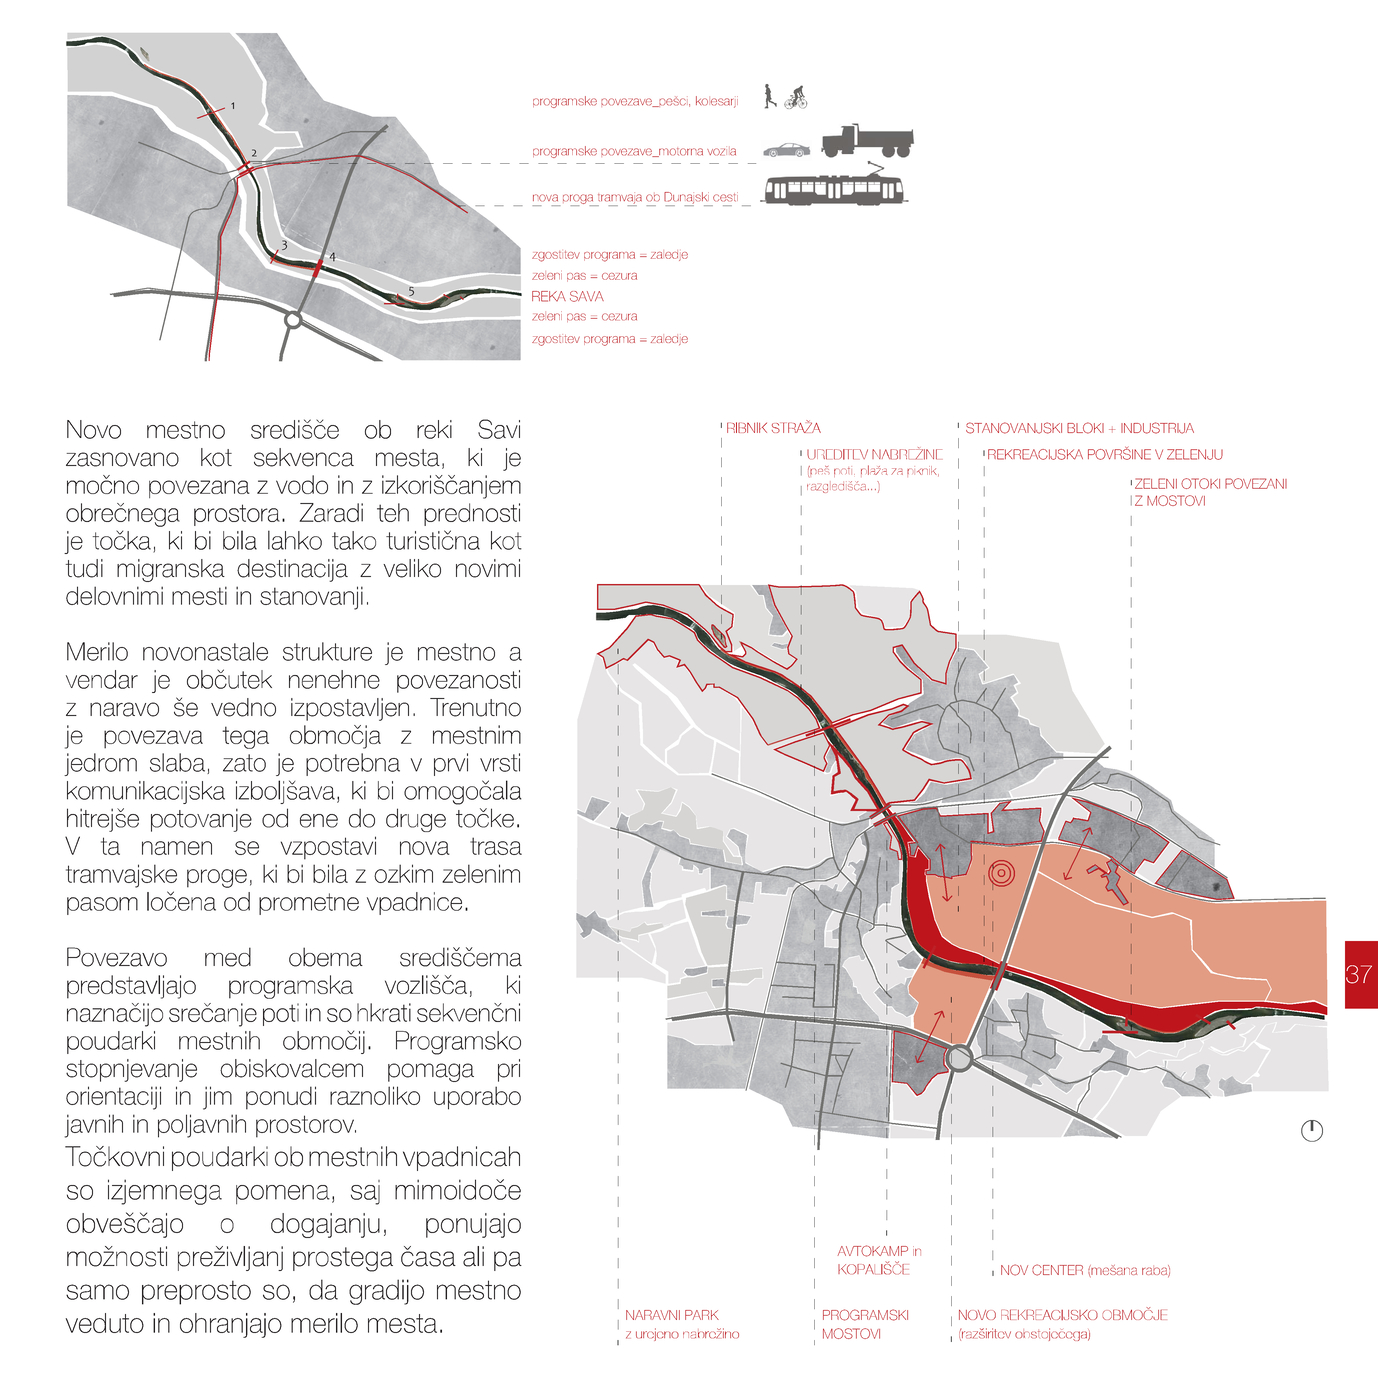 1
2
3
4
5
programske povezave_pešci, kolesarji
programske povezave_motorna vozila
nova proga tramvaja ob Dunajski cesti
zgostitev programa = zaledje
zeleni pas = cezura
REKA SAVA
zeleni pas = cezura
zgostitev programa = zaledje
Novo mestno središče ob reki Savi
zasnovano kot sekvenca mesta, ki je
močno povezana z vodo in z izkoriščanjem
obrečnega prostora. Zaradi teh prednosti
je točka, ki bi bila lahko tako turistična kot
tudi migranska destinacija z veliko novimi
delovnimi mesti in stanovanji.
Merilo novonastale strukture je mestno a
vendar je občutek nenehne povezanosti
z naravo še vedno izpostavljen. Trenutno
je povezava tega območja z mestnim
jedrom slaba, zato je potrebna v prvi vrsti
komunikacijska izboljšava, ki bi omogočala
hitrejše potovanje od ene do druge točke.
V ta namen se vzpostavi nova trasa
tramvajske proge, ki bi bila z ozkim zelenim
pasom ločena od prometne vpadnice.
Povezavo med obema središčema
predstavljajo programska vozlišča, ki
naznačijo srečanje poti in so hkrati sekvenčni
poudarki mestnih območij. Programsko
stopnjevanje obiskovalcem pomaga pri
orientaciji in jim ponudi raznoliko uporabo
javnih in poljavnih prostorov.
Točkovni poudarki ob mestnih vpadnicah
so izjemnega pomena, saj mimoidoče
obveščajo o dogajanju, ponujajo
možnosti preživljanj prostega časa ali pa
samo preprosto so, da gradijo mestno
veduto in ohranjajo merilo mesta.
RIBNIK STRAŽA
UREDITEV NABREŽINE
(peš poti, plaža za piknik,
razgledišča...)
STANOVANJSKI BLOKI + INDUSTRIJA
REKREACIJSKA POVRŠINE V ZELENJU
ZELENI OTOKI POVEZANI
Z MOSTOVI
37
AVTOKAMP in
KOPALIŠČE
NOV CENTER (mešana raba)
NARAVNI PARK
z urejeno nabrežino
PROGRAMSKI
MOSTOVI
NOVO REKREACIJSKO OBMOČJE
(razširitev obstoječega)